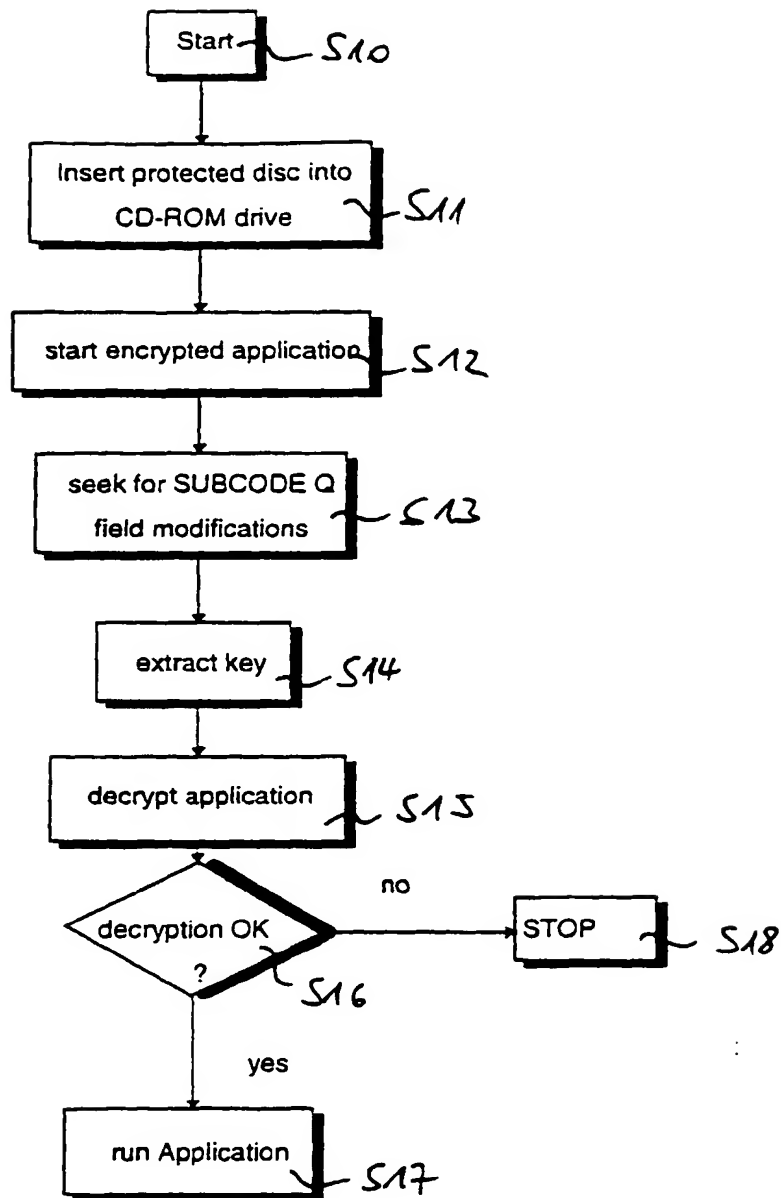 Start
S10
Insert protected disc into
CD-ROM drive
S11
start encrypted application
S12
seek for SUBCODE Q
field modifications
S13
extract key
S14
decrypt application
S15
no
decryption OK
?
S16
STOP
S18
yes
run Application
S17